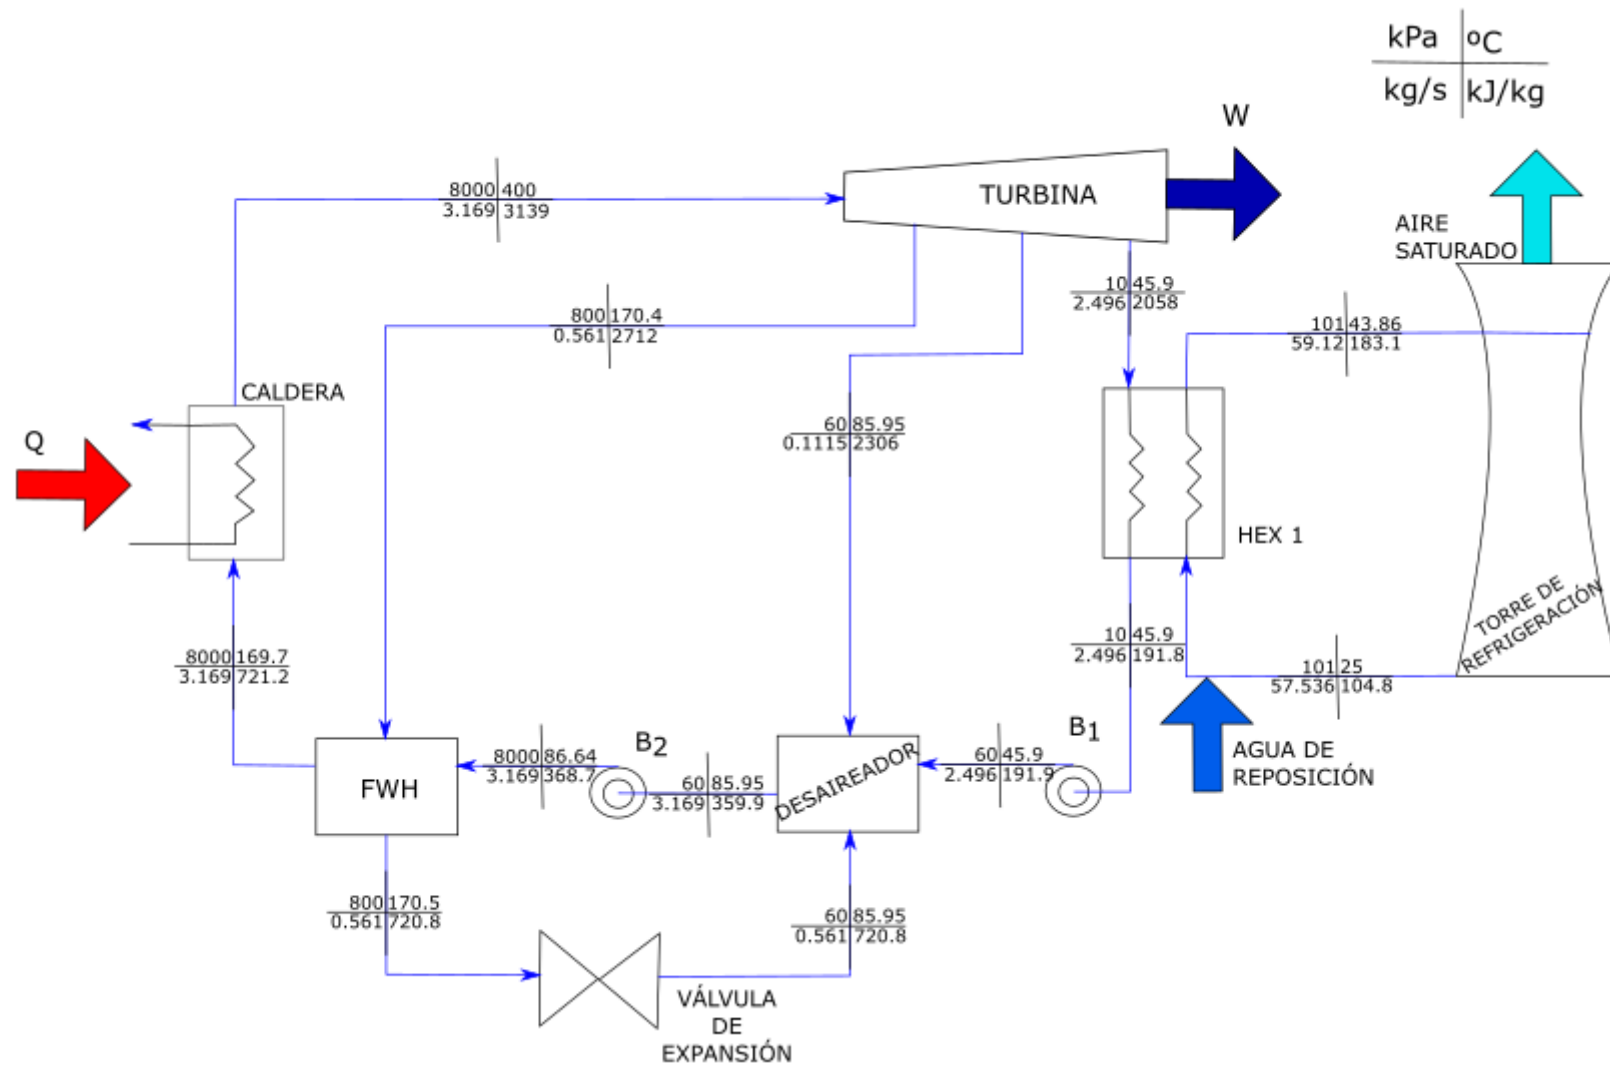 kPa ºC
kg/s kJ/kg
W
8000 400
3.169 3139
TURBINA
AIRE
SATURADO
10 45.9
2.496 2058
800 170.4
0.561 2712
101 43.86
59.12 183.1
CALDERA
Q
60 85.95
0.1115 2306
HEX 1
TORRE DE
REFRIGERACIÓN
8000 169.7
3.169 721.2
10 45.9
2.496 191.8
101 25
57.536 104.8
FWH
8000 86.64
3.169 368.7
B2
60 85.95
3.169 359.9
DESAIREADOR
60 45.9
2.496 191.9
B1
AGUA DE
REPOSICIÓN
800 170.5
0.561 720.8
60 85.95
0.561 720.8
VÁLVULA
DE
EXPANSIÓN